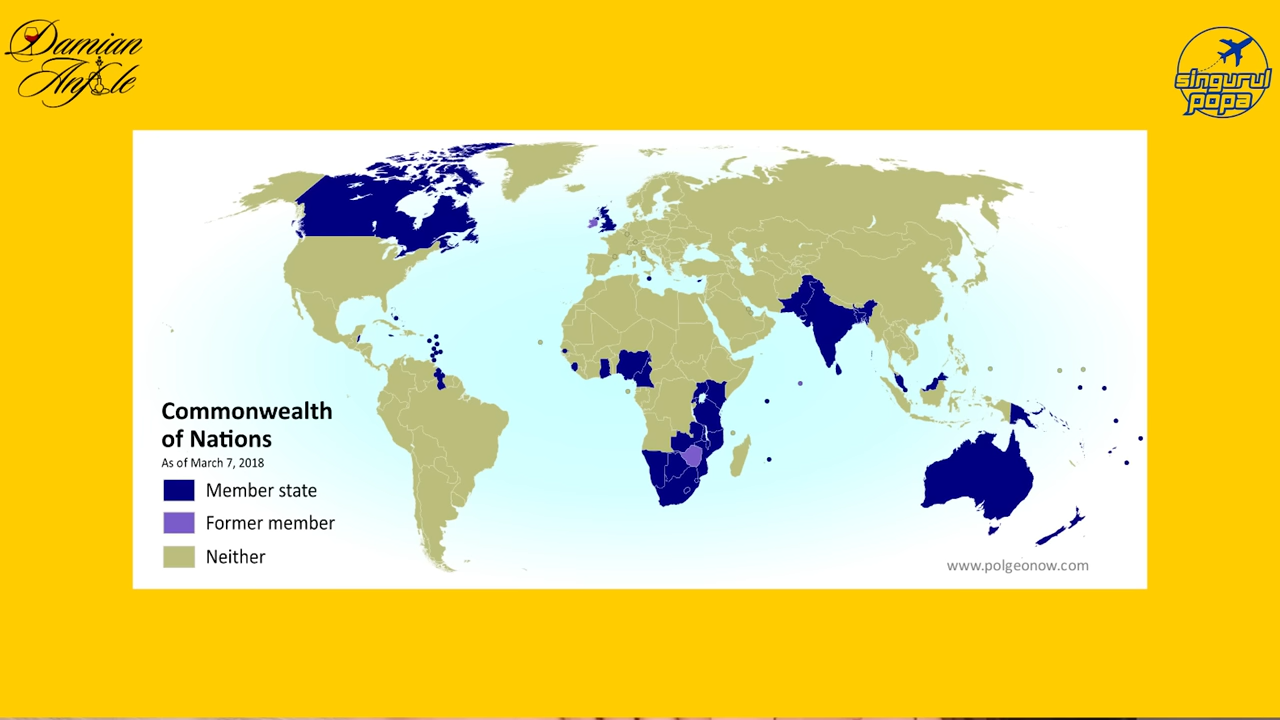 Damian
Anfile
singurul
popa
Commonwealth
of Nations
As of March 7, 2018
Member state
Former member
Neither
www.polgeonow.com